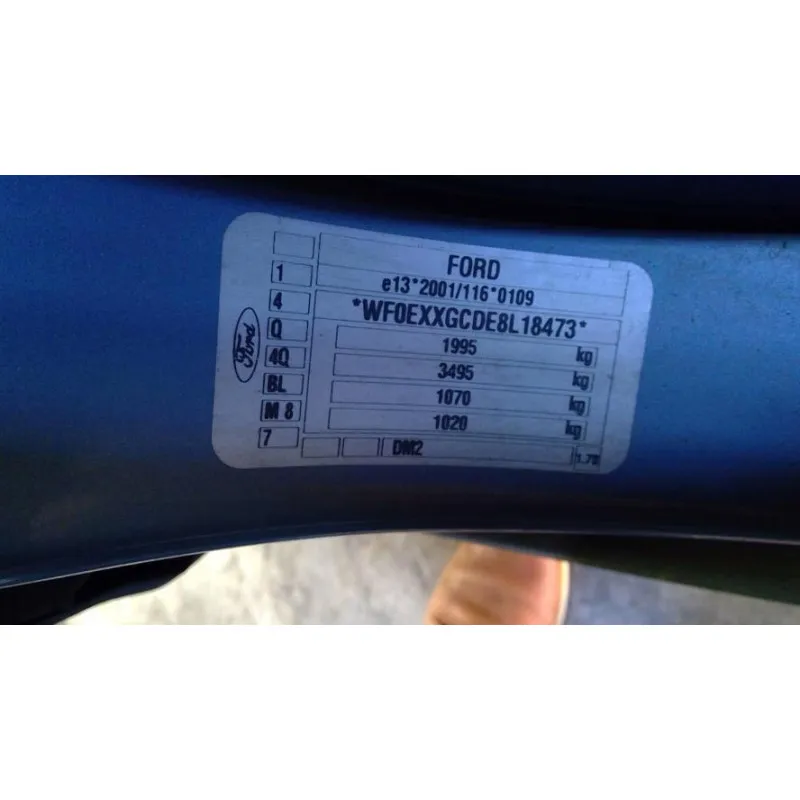 FORD
e13*2001/116*0109
*WF0EXXGCDE8L18473*
1995 kg
3495 kg
1070 kg
1020 kg
DM2
1
4
Q
4Q
BL
M 8
7
Ford